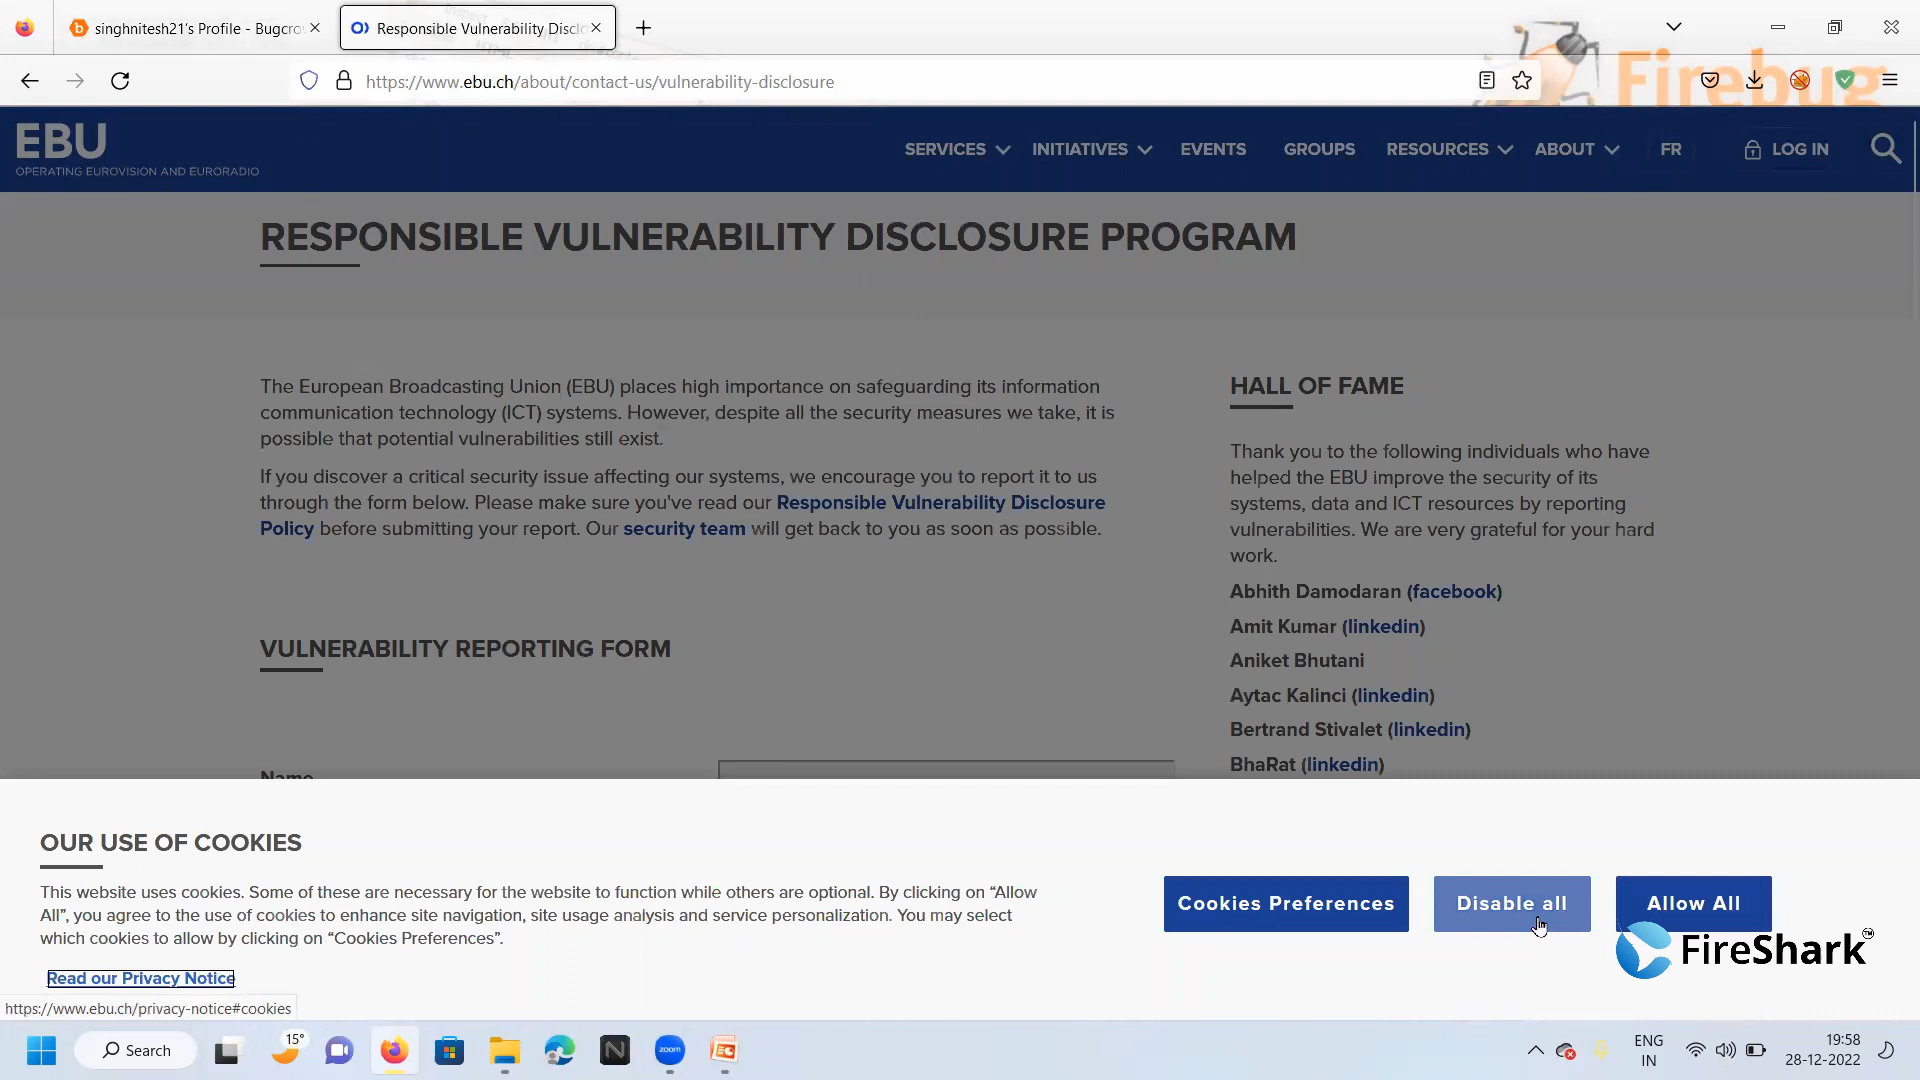 singhnitesh21's Profile - Bugcro
Responsible Vulnerability Disclo
https://www.ebu.ch/about/contact-us/vulnerability-disclosure
Firebug
EBU
OPERATING EUROVISION AND EURORADIO
SERVICES
INITIATIVES
EVENTS
GROUPS
RESOURCES
ABOUT
FR
LOG IN
RESPONSIBLE VULNERABILITY DISCLOSURE PROGRAM
The European Broadcasting Union (EBU) places high importance on safeguarding its information
communication technology (ICT) systems. However, despite all the security measures we take, it is
possible that potential vulnerabilities still exist.
If you discover a critical security issue affecting our systems, we encourage you to report it to us
through the form below. Please make sure you've read our Responsible Vulnerability Disclosure
Policy before submitting your report. Our security team will get back to you as soon as possible.
VULNERABILITY REPORTING FORM
Name
HALL OF FAME
Thank you to the following individuals who have
helped the EBU improve the security of its
systems, data and ICT resources by reporting
vulnerabilities. We are very grateful for your hard
work.
Abhith Damodaran (facebook)
Amit Kumar (linkedin)
Aniket Bhutani
Aytac Kalinci (linkedin)
Bertrand Stivalet (linkedin)
BhaRat (linkedin)
OUR USE OF COOKIES
This website uses cookies. Some of these are necessary for the website to function while others are optional. By clicking on “Allow
All”, you agree to the use of cookies to enhance site navigation, site usage analysis and service personalization. You may select
which cookies to allow by clicking on “Cookies Preferences”.
Read our Privacy Notice
Cookies Preferences
Disable all
Allow All
FireShark™
https://www.ebu.ch/privacy-notice#cookies
Search
15°
zoom
ENG
IN
19:58
28-12-2022